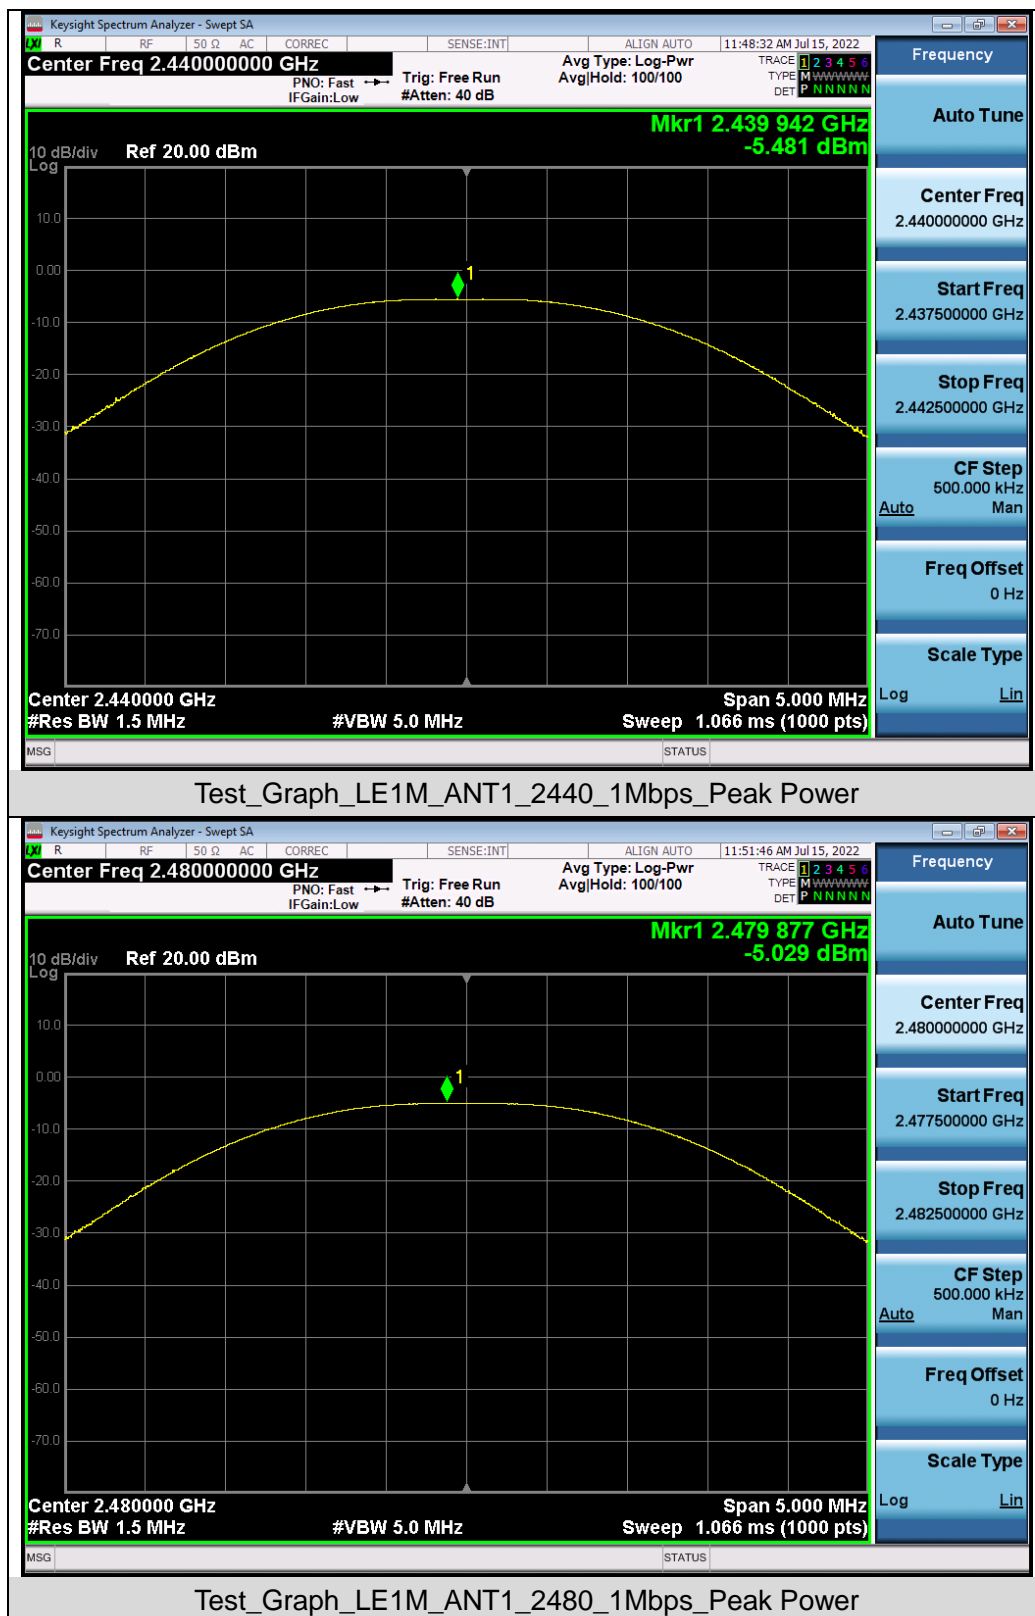 Keysight Spectrum Analyzer - Swept SA
LXI R RF 50 Ω AC CORREC SENSE:INT ALIGN AUTO 11:48:32 AM Jul 15, 2022
Center Freq 2.440000000 GHz
PNO: Fast
IFGain:Low
Trig: Free Run
#Atten: 40 dB
Avg Type: Log-Pwr
Avg|Hold: 100/100
TRACE 1 2 3 4 5 6
TYPE M WWWWW
DET P N N N N N
Mkr1 2.439 942 GHz
-5.481 dBm
10 dB/div Ref 20.00 dBm
Log
10.0
0.00
1
-10.0
-20.0
-30.0
-40.0
-50.0
-60.0
-70.0
Center 2.440000 GHz Span 5.000 MHz
#Res BW 1.5 MHz #VBW 5.0 MHz Sweep 1.066 ms (1000 pts)
MSG STATUS
Frequency
Auto Tune
Center Freq
2.440000000 GHz
Start Freq
2.437500000 GHz
Stop Freq
2.442500000 GHz
CF Step
500.000 kHz
Auto Man
Freq Offset
0 Hz
Scale Type
Log Lin
Test_Graph_LE1M_ANT1_2440_1Mbps_Peak Power
Keysight Spectrum Analyzer - Swept SA
LXI R RF 50 Ω AC CORREC SENSE:INT ALIGN AUTO 11:51:46 AM Jul 15, 2022
Center Freq 2.480000000 GHz
PNO: Fast
IFGain:Low
Trig: Free Run
#Atten: 40 dB
Avg Type: Log-Pwr
Avg|Hold: 100/100
TRACE 1 2 3 4 5 6
TYPE M WWWWW
DET P N N N N N
Mkr1 2.479 877 GHz
-5.029 dBm
10 dB/div Ref 20.00 dBm
Log
10.0
0.00
1
-10.0
-20.0
-30.0
-40.0
-50.0
-60.0
-70.0
Center 2.480000 GHz Span 5.000 MHz
#Res BW 1.5 MHz #VBW 5.0 MHz Sweep 1.066 ms (1000 pts)
MSG STATUS
Frequency
Auto Tune
Center Freq
2.480000000 GHz
Start Freq
2.477500000 GHz
Stop Freq
2.482500000 GHz
CF Step
500.000 kHz
Auto Man
Freq Offset
0 Hz
Scale Type
Log Lin
Test_Graph_LE1M_ANT1_2480_1Mbps_Peak Power